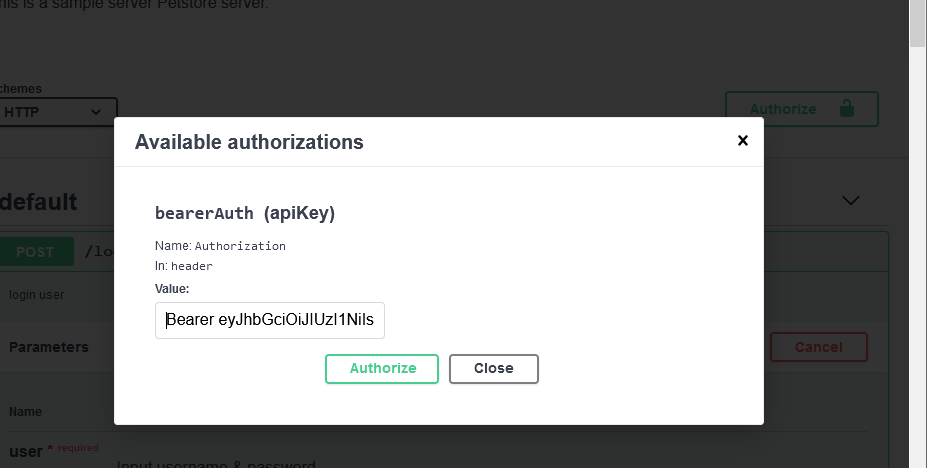 his is a sample server Petstore server.
chemes
HTTP
Authorize
Available authorizations
default
bearerAuth (apiKey)
POST /lo
Name: Authorization
In: header
Value:
login user
Bearer eyJhbGciOiJIUzI1NiIs
Parameters
Cancel
Authorize
Close
Name
user * required
Input username & password